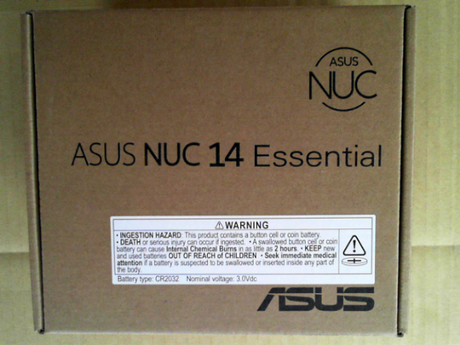 ASUS
NUC
ASUS NUC 14 Essential
⚠WARNING
• INGESTION HAZARD: This product contains a button cell or coin battery.
• DEATH or serious injury can occur if ingested. • A swallowed button cell or coin
battery can cause Internal Chemical Burns in as little as 2 hours. • KEEP new
and used batteries OUT OF REACH of CHILDREN • Seek immediate medical
attention if a battery is suspected to be swallowed or inserted inside any part of
the body.
Battery type: CR2032 Nominal voltage: 3.0Vdc
ASUS